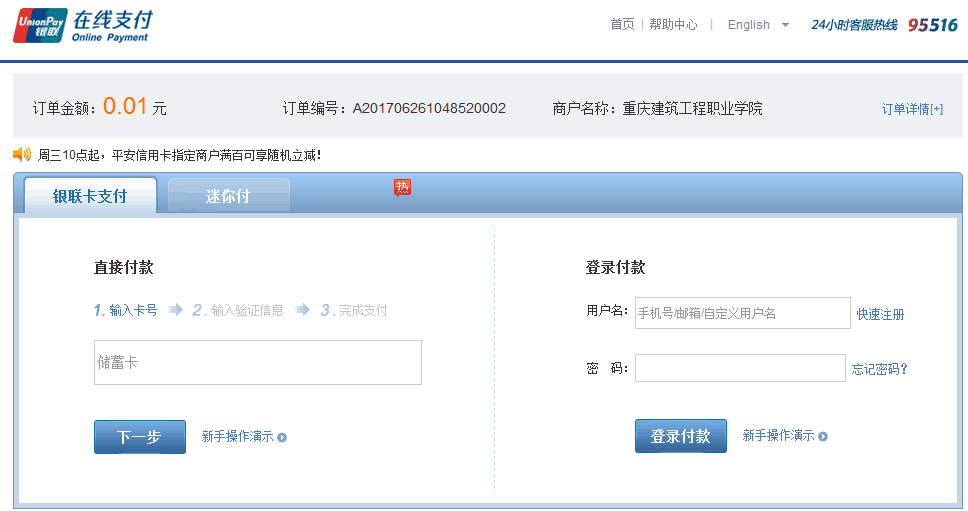 UnionPay 银联 在线支付 Online Payment
首页 | 帮助中心 | English 24小时客服热线 95516
订单金额：0.01 元 订单编号：A201706261048520002 商户名称：重庆建筑工程职业学院 订单详情[+]
周三10点起，平安信用卡指定商户满百可享随机立减！
银联卡支付 迷你付 热
直接付款
1. 输入卡号 2. 输入验证信息 3. 完成支付
储蓄卡
下一步 新手操作演示
登录付款
用户名： 手机号/邮箱/自定义用户名 快速注册
密 码： 忘记密码？
登录付款 新手操作演示